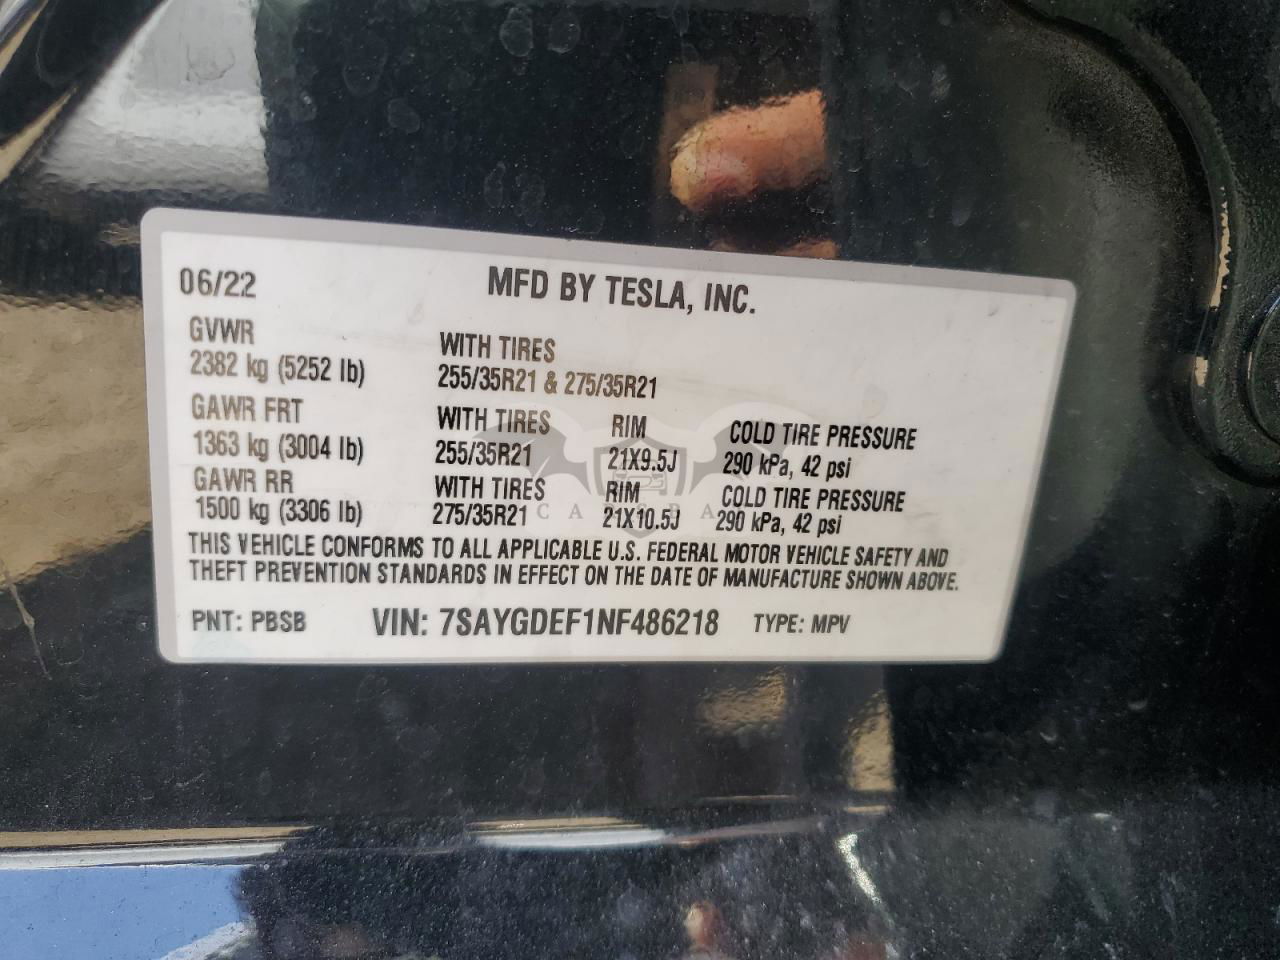 06/22 MFD BY TESLA, INC.
GVWR
2382 kg (5252 lb)
WITH TIRES
255/35R21 & 275/35R21
GAWR FRT WITH TIRES RIM COLD TIRE PRESSURE
1363 kg (3004 lb) 255/35R21 21X9.5J 290 kPa, 42 psi
GAWR RR WITH TIRES RIM COLD TIRE PRESSURE
1500 kg (3306 lb) 275/35R21 21X10.5J 290 kPa, 42 psi
THIS VEHICLE CONFORMS TO ALL APPLICABLE U.S. FEDERAL MOTOR VEHICLE SAFETY AND
THEFT PREVENTION STANDARDS IN EFFECT ON THE DATE OF MANUFACTURE SHOWN ABOVE.
PNT: PBSB VIN: 7SAYGDEF1NF486218 TYPE: MPV